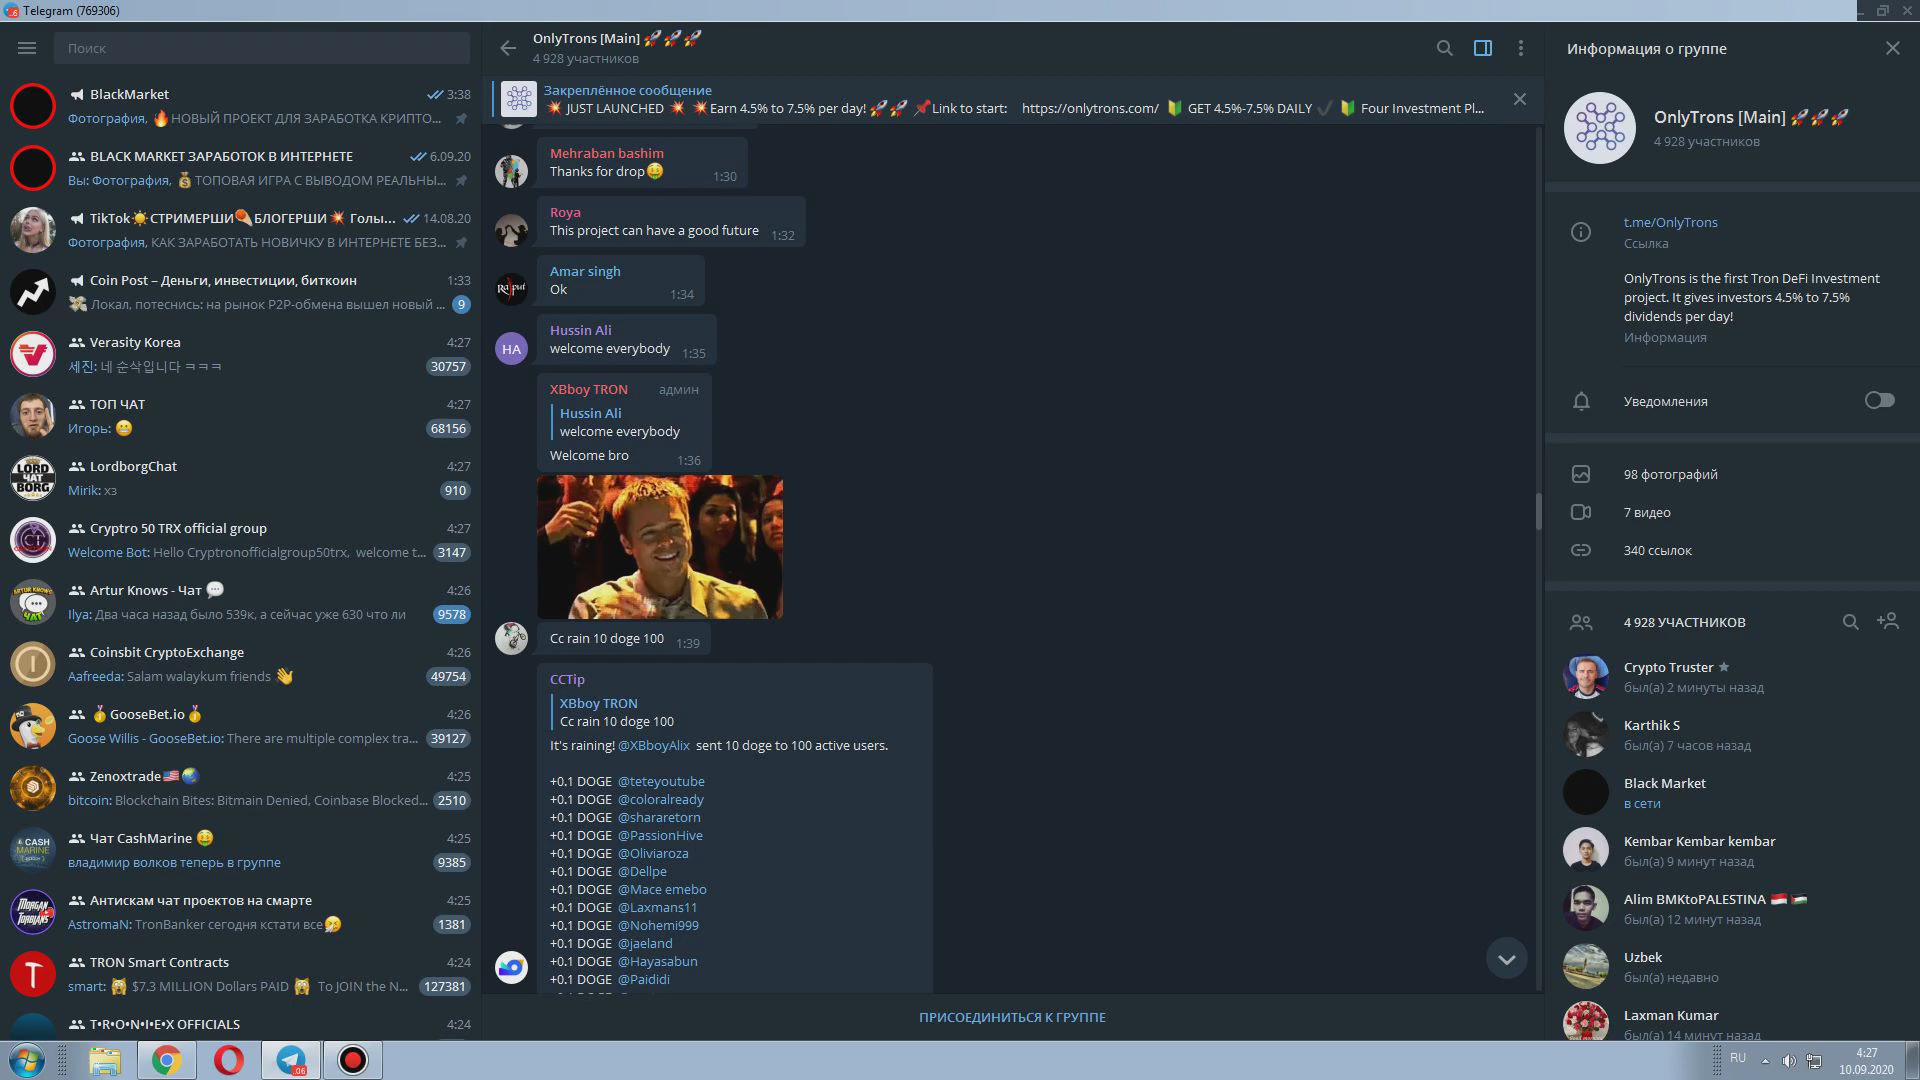 Telegram (769306)
Поиск
BlackMarket
3:38
Фотография, 🔥НОВЫЙ ПРОЕКТ ДЛЯ ЗАРАБОТКА КРИПТО...
BLACK MARKET ЗАРАБОТОК В ИНТЕРНЕТЕ
6.09.20
Вы: Фотография, 💰ТОПОВАЯ ИГРА С ВЫВОДОМ РЕАЛЬНЫ...
TikTok☀️СТРИМЕРШИ🏓БЛОГЕРШИ💥 Голы...
14.08.20
Фотография, КАК ЗАРАБОТАТЬ НОВИЧКУ В ИНТЕРНЕТЕ БЕЗ...
Coin Post – Деньги, инвестиции, биткоин
1:33
💸 Локал, потеснись: на рынок P2P-обмена вышел новый ...
9
Verasity Korea
4:27
세진: 네 순삭입니다 ㅋㅋㅋ
30757
ТОП ЧАТ
4:27
Игорь: 😬
68156
LORD ЧАТ BORG
LordborgChat
4:27
Mirik: хз
910
CT
Cryptro 50 TRX official group
4:27
Welcome Bot: Hello Cryptronofficialgroup50trx, welcome t...
3147
ARTUR KNOWS ЧАТ
Artur Knows - Чат 💬
4:26
Ilya: Два часа назад было 539к, а сейчас уже 630 что ли
9578
Coinsbit CryptoExchange
4:26
Aafreeda: Salam walaykum friends 👋
49754
🏅GooseBet.io🏅
4:26
Goose Willis - GooseBet.io: There are multiple complex tra...
39127
Zenoxtrade🇺🇸🌏
4:25
bitcoin: Blockchain Bites: Bitmain Denied, Coinbase Blocked...
2510
CASH MARINE
Чат CashMarine 🤑
4:25
владимир волков теперь в группе
9385
Антискам чат проектов на смарте
4:25
AstromaN: TronBanker сегодня кстати все🤧
1381
T
TRON Smart Contracts
4:24
smart: 🙀 $7.3 MILLION Dollars PAID 🙀 To JOIN the N...
127381
T•R•O•N•I•E•X OFFICIALS
4:24
OnlyTrons [Main] 🚀🚀🚀
4 928 участников
Закреплённое сообщение
💥 JUST LAUNCHED 💥 💥Earn 4.5% to 7.5% per day! 🚀🚀 📌Link to start: https://onlytrons.com/ 🔰 GET 4.5%-7.5% DAILY ✔️ 🔰 Four Investment Pl...
Mehraban bashim
Thanks for drop🤑
1:30
Roya
This project can have a good future
1:32
Amar singh
Ok
1:34
Hussin Ali
HA
welcome everybody
1:35
XBboy TRON
админ
Hussin Ali
welcome everybody
Welcome bro
1:36
Cc rain 10 doge 100
1:39
CCTip
XBboy TRON
Cc rain 10 doge 100
It's raining! @XBboyAlix sent 10 doge to 100 active users.
+0.1 DOGE @teteyoutube
+0.1 DOGE @coloralready
+0.1 DOGE @shararetorn
+0.1 DOGE @PassionHive
+0.1 DOGE @Oliviaroza
+0.1 DOGE @Dellpe
+0.1 DOGE @Mace emebo
+0.1 DOGE @Laxmans11
+0.1 DOGE @Nohemi999
+0.1 DOGE @jaeland
+0.1 DOGE @Hayasabun
+0.1 DOGE @Paididi
ПРИСОЕДИНИТЬСЯ К ГРУППЕ
Информация о группе
OnlyTrons [Main] 🚀🚀🚀
4 928 участников
t.me/OnlyTrons
Ссылка
OnlyTrons is the first Tron DeFi Investment
project. It gives investors 4.5% to 7.5%
dividends per day!
Информация
Уведомления
98 фотографий
7 видео
340 ссылок
4 928 УЧАСТНИКОВ
Crypto Truster
был(а) 2 минуты назад
Karthik S
был(а) 7 часов назад
Black Market
в сети
Kembar Kembar kembar
был(а) 9 минут назад
Alim BMKtoPALESTINA 🇮🇩🇵🇸
был(а) 12 минут назад
Uzbek
был(а) недавно
Laxman Kumar
был(а) 14 минут назад
.06
RU
4:27
10.09.2020